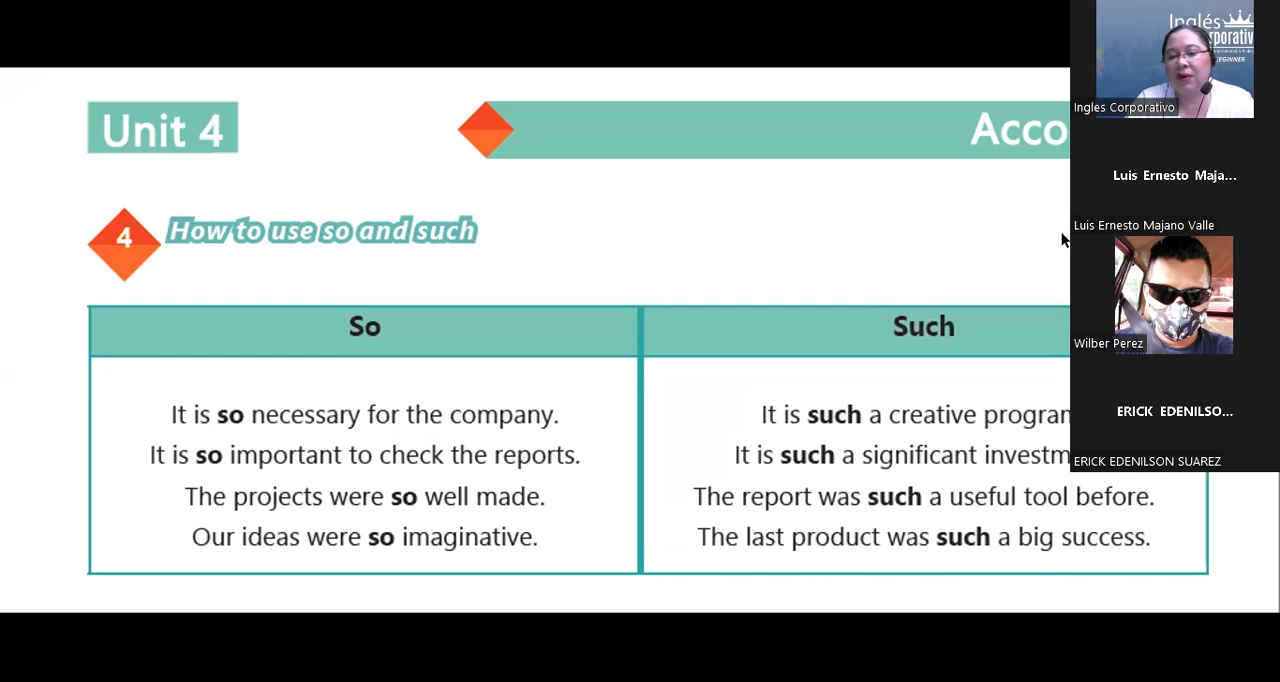 Unit 4
Acco
4
How to use so and such
So
Such
It is so necessary for the company.
It is so important to check the reports.
The projects were so well made.
Our ideas were so imaginative.
It is such a creative program
It is such a significant investm
The report was such a useful tool before.
The last product was such a big success.
Inglés
rporativ
EGINNER
Ingles Corporativo
Luis Ernesto Maja...
Luis Ernesto Majano Valle
Wilber Perez
ERICK EDENILSO...
ERICK EDENILSON SUAREZ